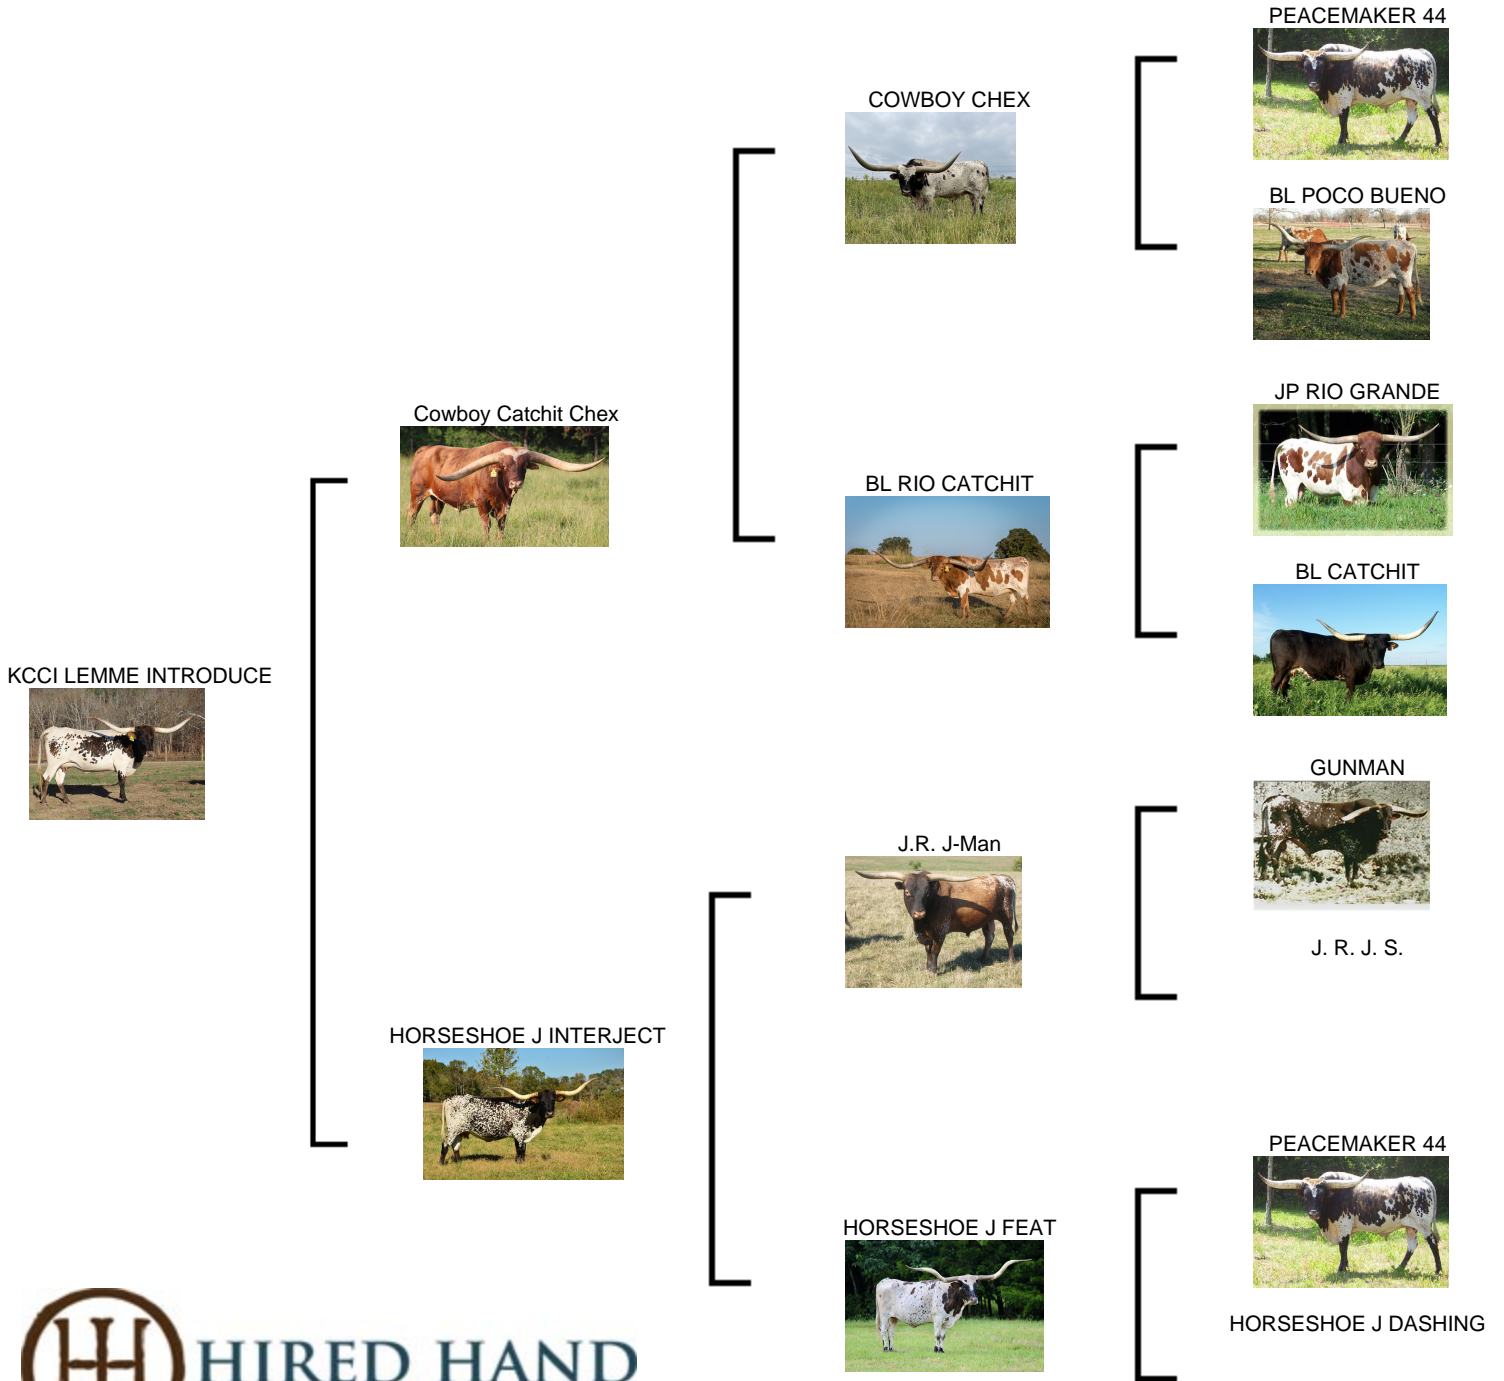 PEACEMAKER 44
COWBOY CHEX
BL POCO BUENO
JP RIO GRANDE
Cowboy Catchit Chex
BL RIO CATCHIT
BL CATCHIT
KCCI LEMME INTRODUCE
GUNMAN
J.R. J-Man
J. R. J. S.
HORSESHOE J INTERJECT
PEACEMAKER 44
HORSESHOE J FEAT
HORSESHOE J DASHING
HIRED HAND